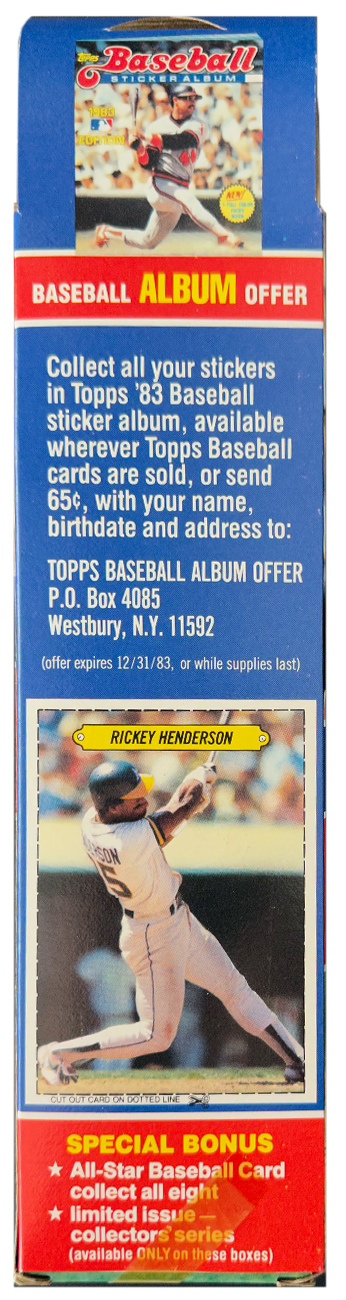 TOPPS
Baseball
STICKER ALBUM
1983
EDITION
BASEBALL ALBUM OFFER
Collect all your stickers
in Topps '83 Baseball
sticker album, available
wherever Topps Baseball
cards are sold, or send
65¢, with your name,
birthdate and address to:
TOPPS BASEBALL ALBUM OFFER
P.O. Box 4085
Westbury, N.Y. 11592
(offer expires 12/31/83, or while supplies last)
RICKEY HENDERSON
CUT OUT CARD ON DOTTED LINE
SPECIAL BONUS
★ All-Star Baseball Card
collect all eight
★ limited issue —
collectors' series
(available ONLY on these boxes)